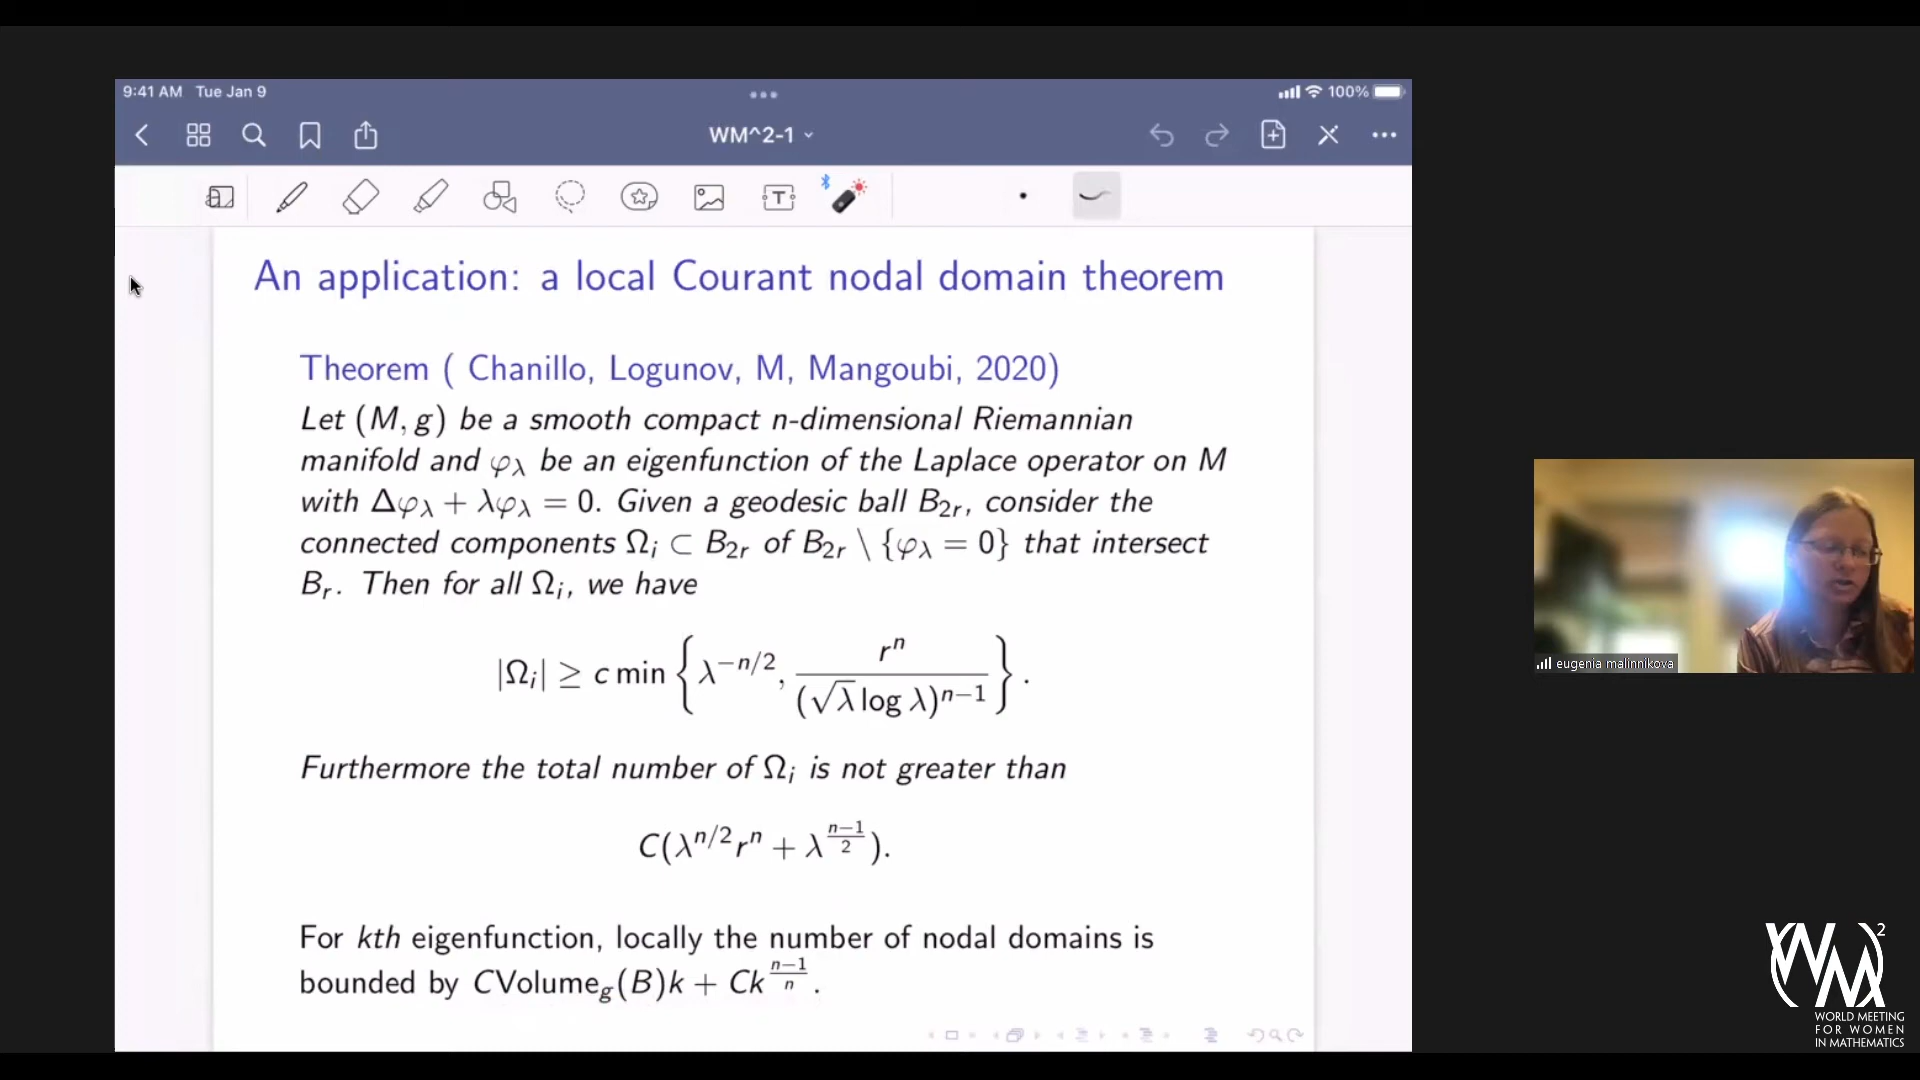 9:41 AM Tue Jan 9
100%
WM^2-1
An application: a local Courant nodal domain theorem
Theorem ( Chanillo, Logunov, M, Mangoubi, 2020)
Let (M, g) be a smooth compact n-dimensional Riemannian
manifold and φ_λ be an eigenfunction of the Laplace operator on M
with Δφ_λ + λφ_λ = 0. Given a geodesic ball B_{2r}, consider the
connected components Ω_i ⊂ B_{2r} of B_{2r} \ {φ_λ = 0} that intersect
B_r. Then for all Ω_i, we have
|Ω_i| ≥ c min { λ^{-n/2}, \frac{r^n}{(√λ log λ)^{n-1}} } .
Furthermore the total number of Ω_i is not greater than
C(λ^{n/2} r^n + λ^{\frac{n-1}{2}}).
For kth eigenfunction, locally the number of nodal domains is
bounded by CVolume_g(B)k + Ck^{\frac{n-1}{n}}.
eugenia malinnikova
WM²
WORLD MEETING
FOR WOMEN
IN MATHEMATICS